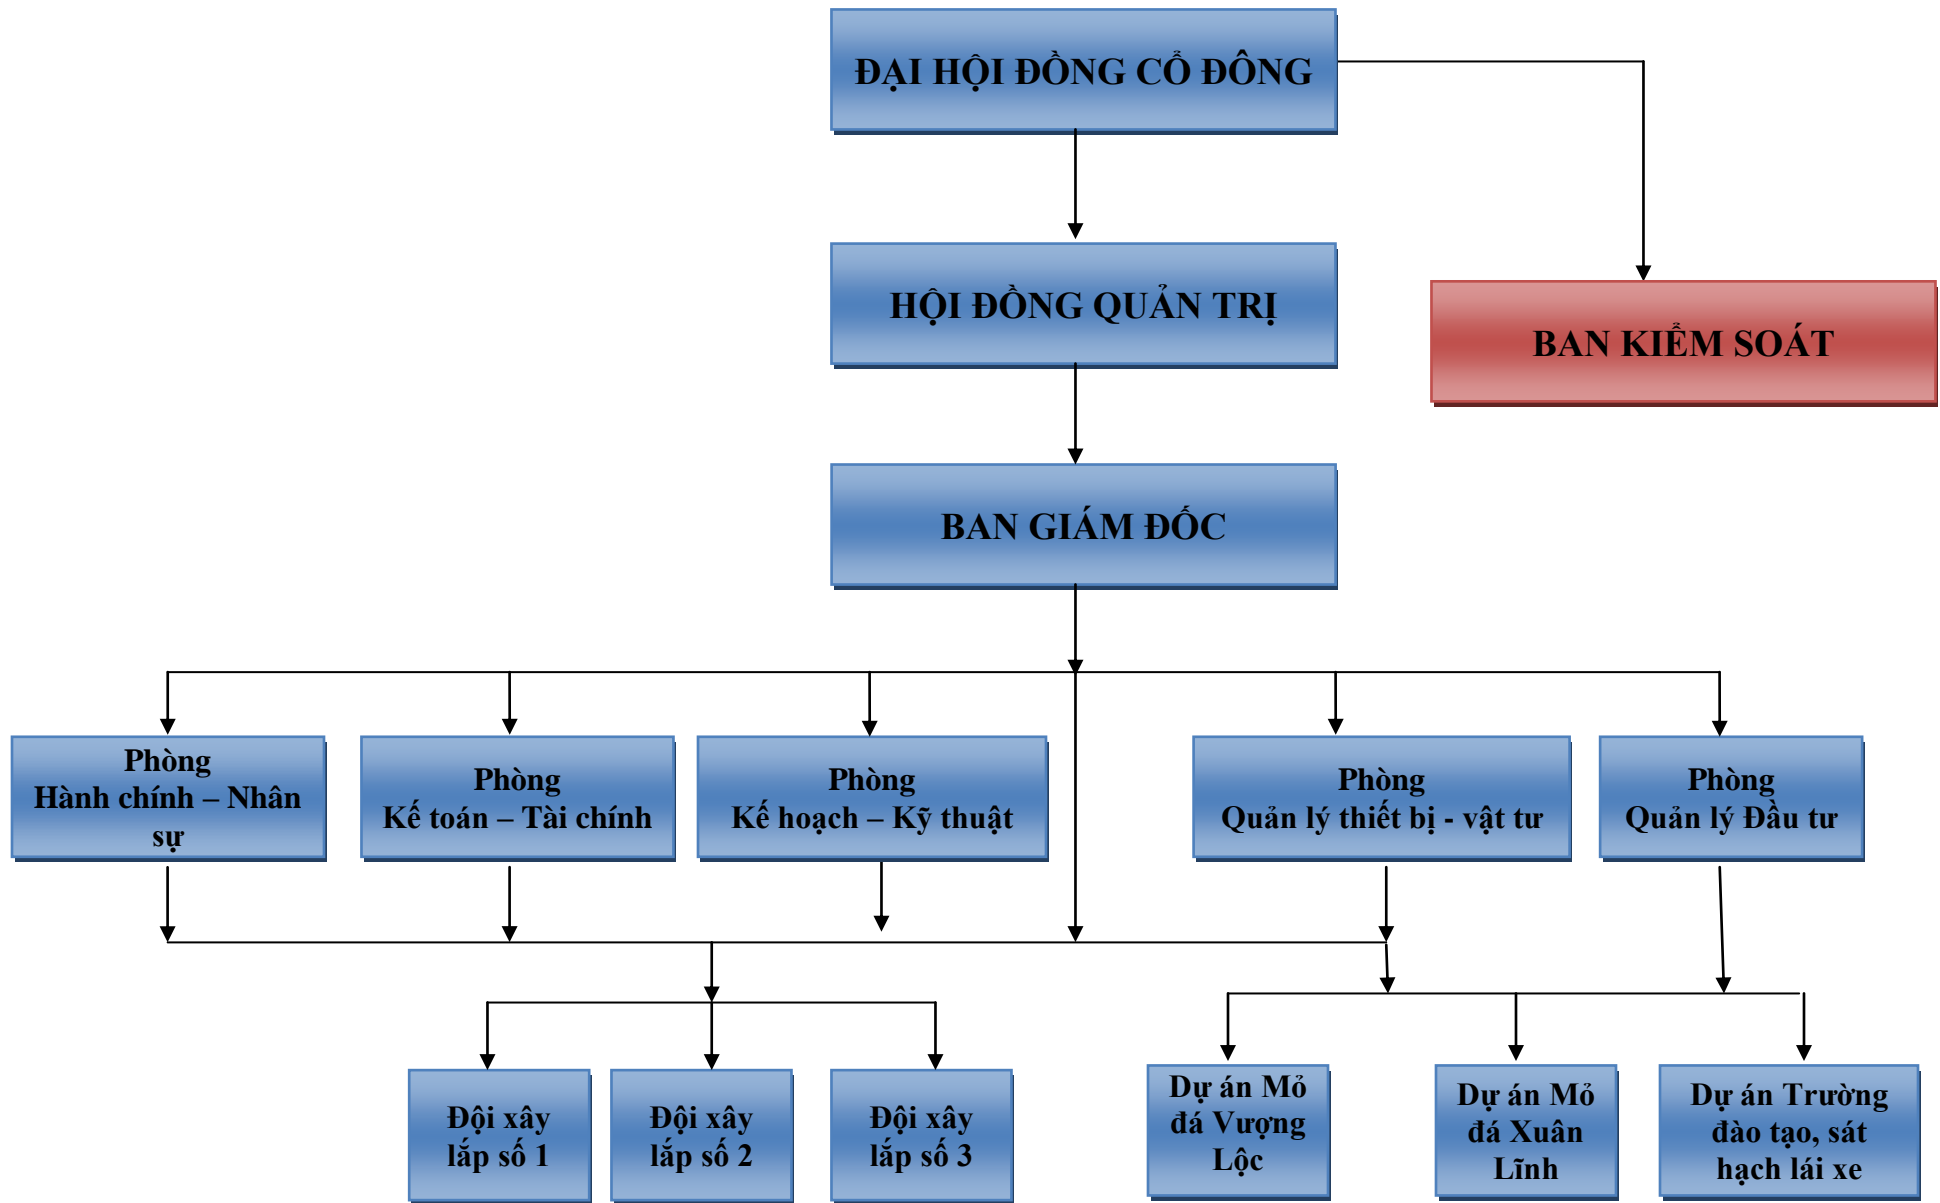 ĐẠI HỘI ĐỒNG CỔ ĐÔNG
HỘI ĐỒNG QUẢN TRỊ
BAN KIỂM SOÁT
BAN GIÁM ĐỐC
Phòng
Hành chính – Nhân
sự
Phòng
Kế toán – Tài chính
Phòng
Kế hoạch – Kỹ thuật
Phòng
Quản lý thiết bị - vật tư
Phòng
Quản lý Đầu tư
Đội xây
lắp số 1
Đội xây
lắp số 2
Đội xây
lắp số 3
Dự án Mỏ
đá Vượng
Lộc
Dự án Mỏ
đá Xuân
Lĩnh
Dự án Trường
đào tạo, sát
hạch lái xe